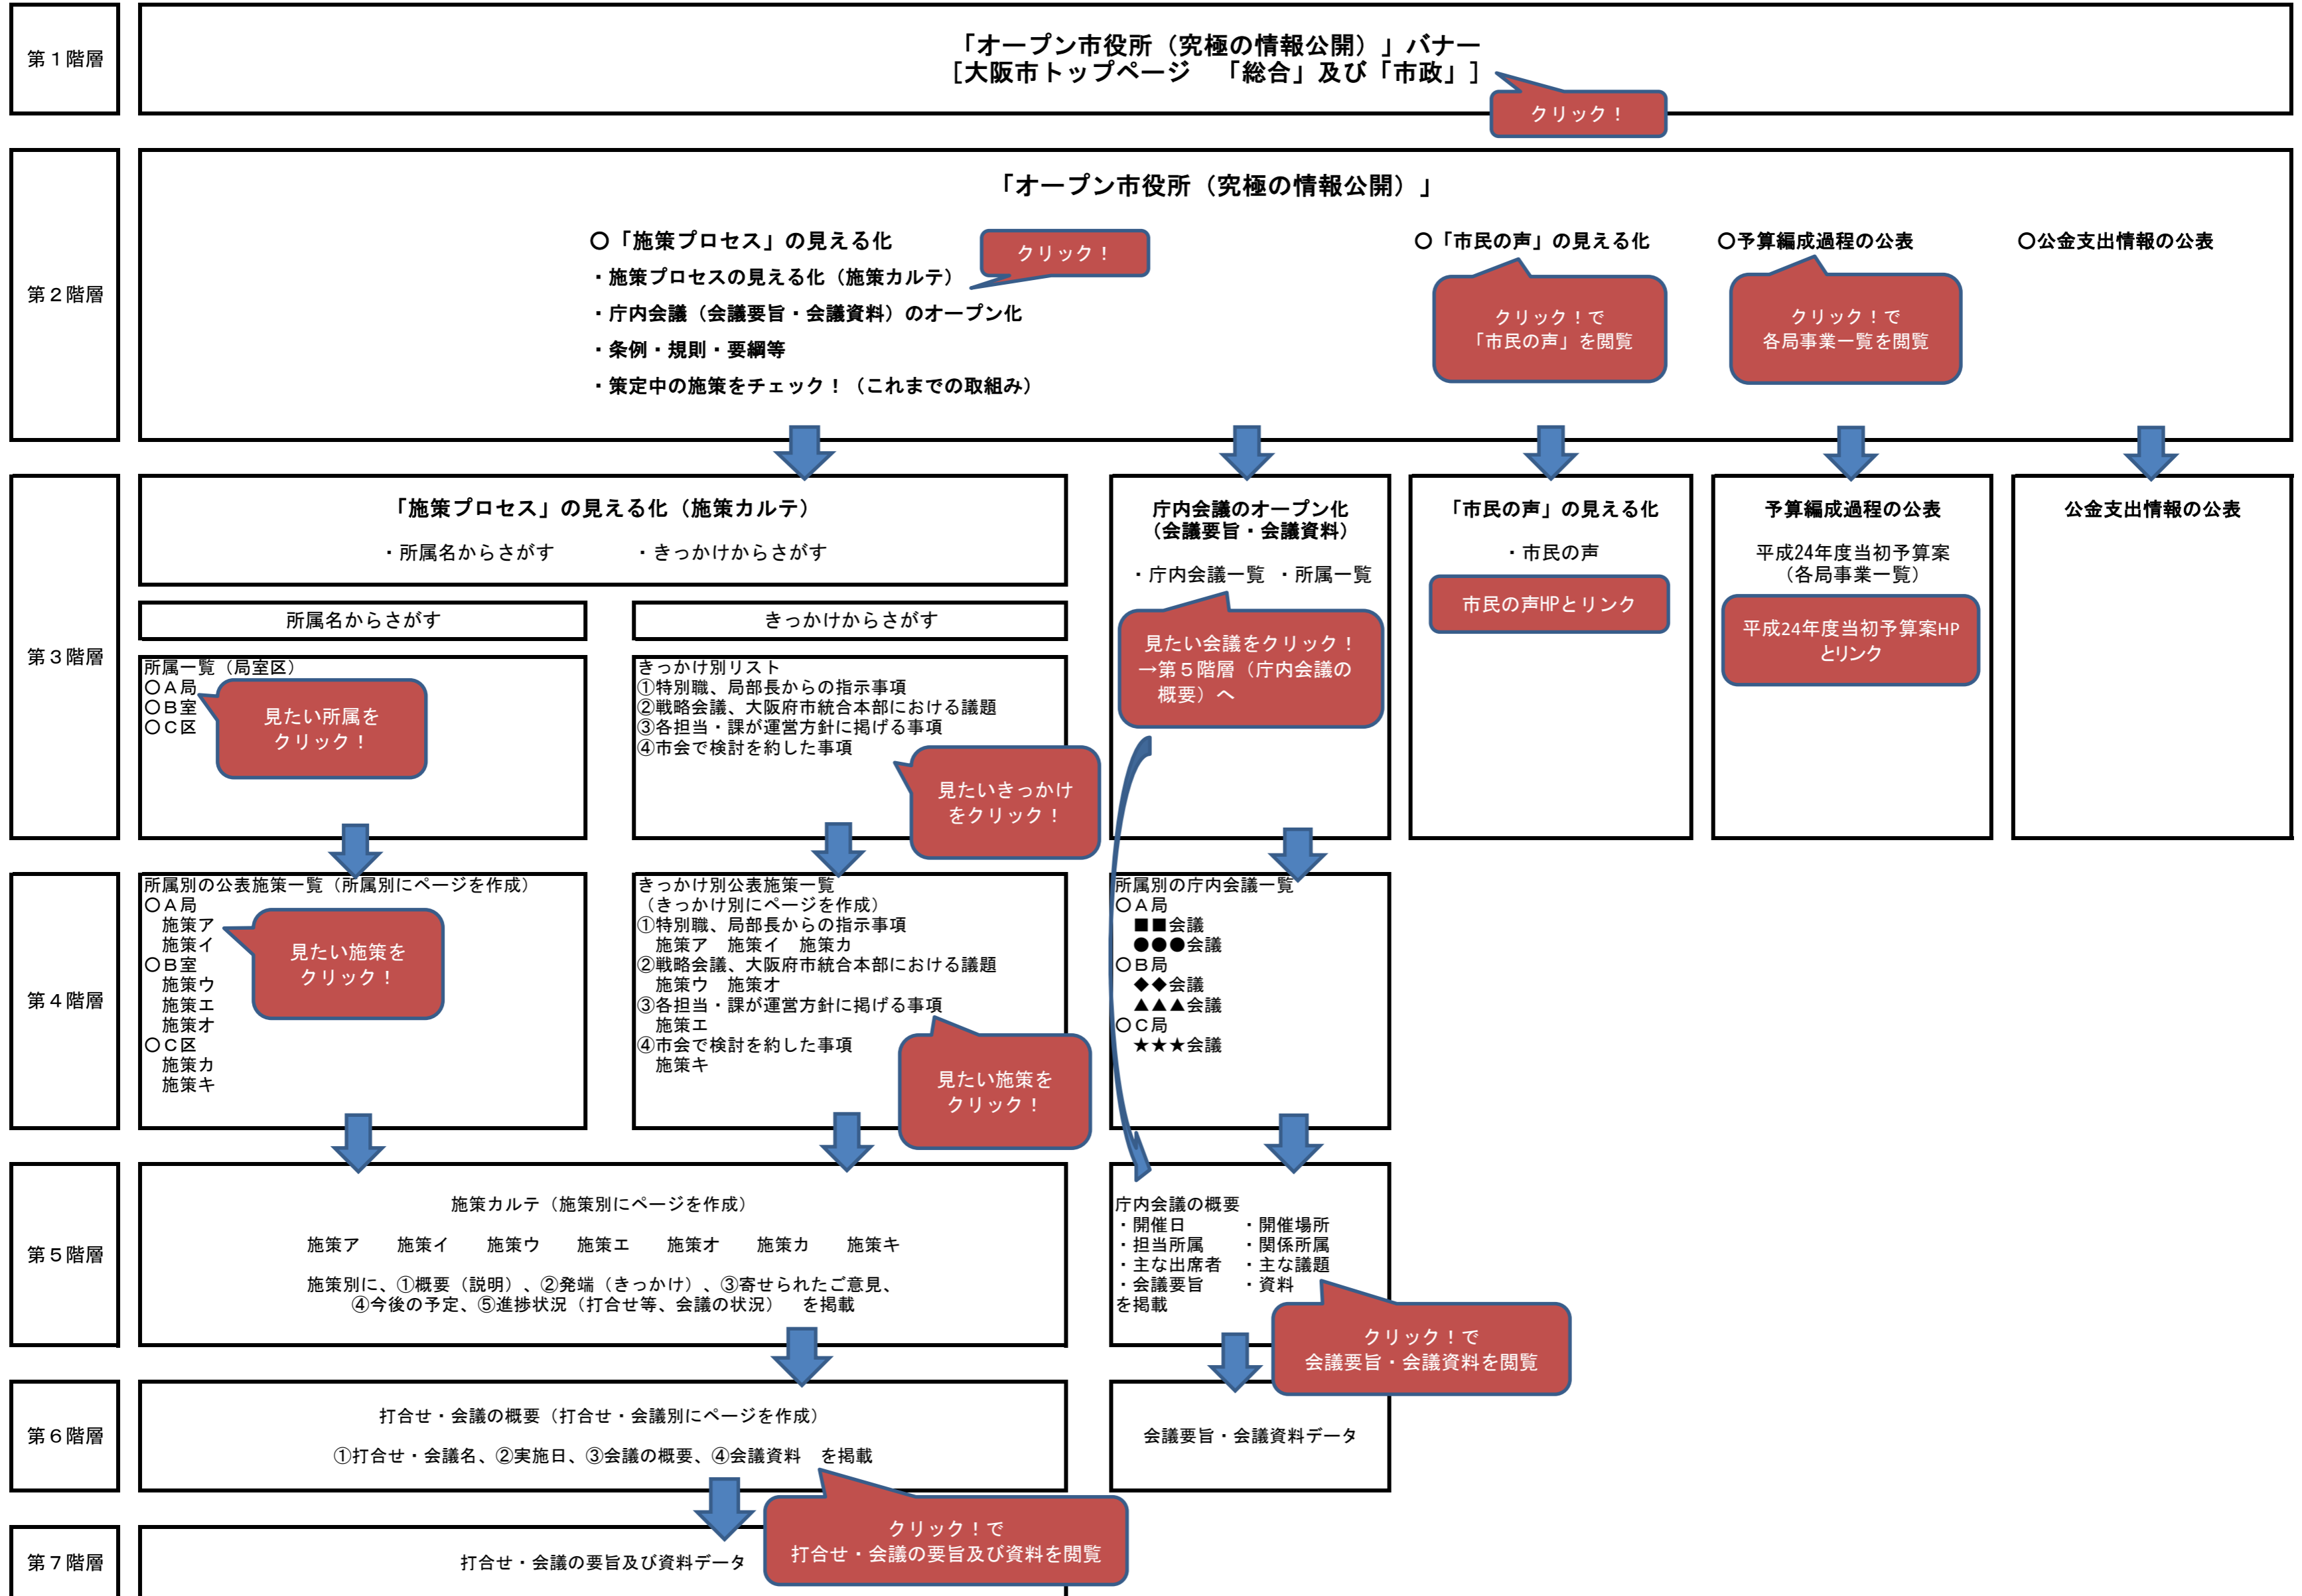 第１階層
「オープン市役所（究極の情報公開）」バナー
［大阪市トップページ　「総合」及び「市政」］
クリック！
第２階層
「オープン市役所（究極の情報公開）」
〇「施策プロセス」の見える化
クリック！
・施策プロセスの見える化（施策カルテ）
・庁内会議（会議要旨・会議資料）のオープン化
・条例・規則・要綱等
・策定中の施策をチェック！（これまでの取組み）
〇「市民の声」の見える化
クリック！で
「市民の声」を閲覧
〇予算編成過程の公表
クリック！で
各局事業一覧を閲覧
〇公金支出情報の公表
第３階層
「施策プロセス」の見える化（施策カルテ）
・所属名からさがす　　　　・きっかけからさがす
所属名からさがす
所属一覧（局室区）
〇Ａ局
〇Ｂ室
〇Ｃ区
見たい所属を
クリック！
きっかけからさがす
きっかけ別リスト
①特別職、局部長からの指示事項
②戦略会議、大阪府市統合本部における議題
③各担当・課が運営方針に掲げる事項
④市会で検討を約した事項
見たいきっかけ
をクリック！
庁内会議のオープン化
（会議要旨・会議資料）
・庁内会議一覧　・所属一覧
見たい会議をクリック！
→第５階層（庁内会議の
概要）へ
「市民の声」の見える化
・市民の声
市民の声HPとリンク
予算編成過程の公表
平成24年度当初予算案
（各局事業一覧）
平成24年度当初予算案HP
とリンク
公金支出情報の公表
第４階層
所属別の公表施策一覧（所属別にページを作成）
〇Ａ局
施策ア
施策イ
〇Ｂ室
施策ウ
施策エ
施策オ
〇Ｃ区
施策カ
施策キ
見たい施策を
クリック！
きっかけ別公表施策一覧
（きっかけ別にページを作成）
①特別職、局部長からの指示事項
施策ア　施策イ　施策カ
②戦略会議、大阪府市統合本部における議題
施策ウ　施策オ
③各担当・課が運営方針に掲げる事項
施策エ
④市会で検討を約した事項
施策キ
見たい施策を
クリック！
所属別の庁内会議一覧
〇Ａ局
■■会議
●●●会議
〇Ｂ局
◆◆会議
▲▲▲会議
〇Ｃ局
★★★会議
第５階層
施策カルテ（施策別にページを作成）
施策ア　　施策イ　　施策ウ　　施策エ　　施策オ　　施策カ　　施策キ
施策別に、①概要（説明）、②発端（きっかけ）、③寄せられたご意見、
④今後の予定、⑤進捗状況（打合せ等、会議の状況）　を掲載
庁内会議の概要
・開催日　　　・開催場所
・担当所属　　・関係所属
・主な出席者　・主な議題
・会議要旨　　・資料
を掲載
クリック！で
会議要旨・会議資料を閲覧
第６階層
打合せ・会議の概要（打合せ・会議別にページを作成）
①打合せ・会議名、②実施日、③会議の概要、④会議資料　を掲載
会議要旨・会議資料データ
クリック！で
打合せ・会議の要旨及び資料を閲覧
第７階層
打合せ・会議の要旨及び資料データ